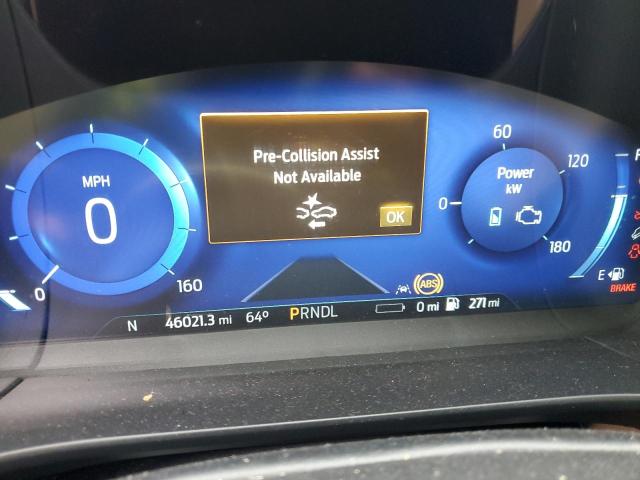 Pre-Collision Assist
Not Available
OK
MPH
0
0
160
60
120
Power
kW
0
180
F
E
ABS
BRAKE
N 46021.3 mi 64° PRNDL 0 mi 271 mi